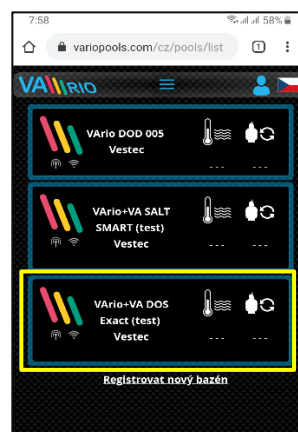 7:58
58%
variopools.com/cz/pools/list
1
VARIO
VArio DOD 005
Vestec
--- ---
VArio+VA SALT
SMART (test)
Vestec
--- ---
VArio+VA DOS
Exact (test)
Vestec
--- ---
Registrovat nový bazén